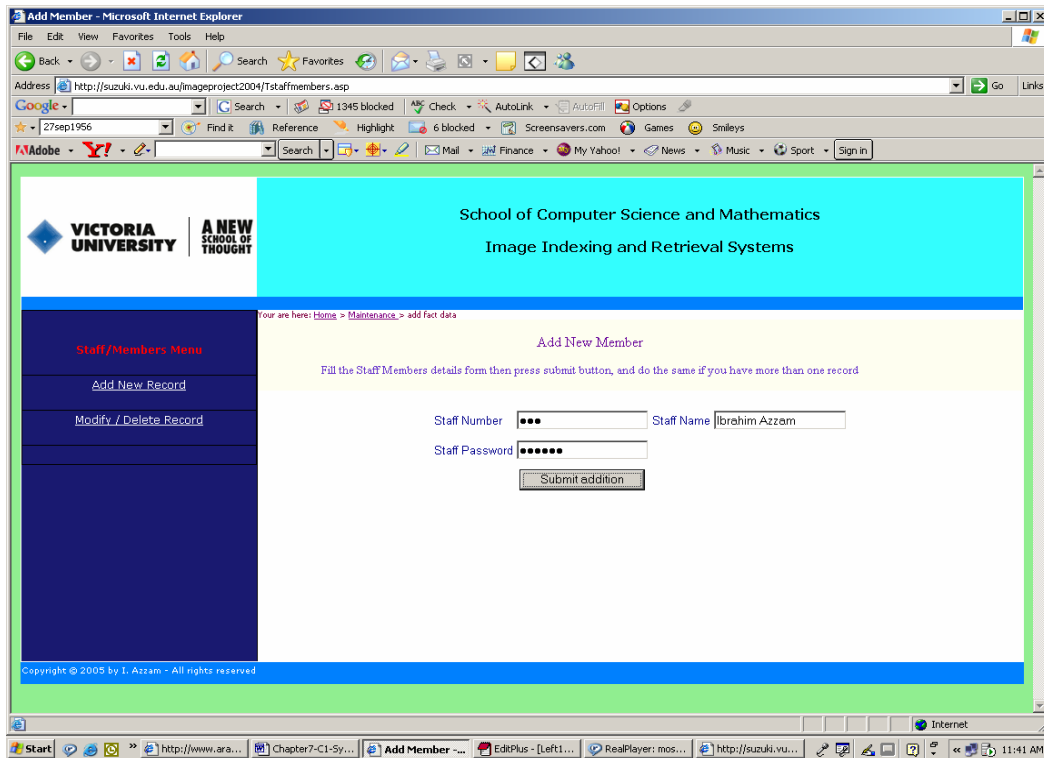 Add Member - Microsoft Internet Explorer
File Edit View Favorites Tools Help
Back Search Favorites
Address http://suzuki.vu.edu.au/imageproject2004/Tstaffmembers.asp Go Links
Google Search 1345 blocked ABC Check AutoLink AutoFill Options
27sep1956 Find it Reference Highlight 6 blocked Screensavers.com Games Smileys
Adobe Y! Search Mail Finance My Yahoo! News Music Sport Sign in
VICTORIA UNIVERSITY
A NEW SCHOOL OF THOUGHT
School of Computer Science and Mathematics
Image Indexing and Retrieval Systems
Your are here: Home > Maintenance > add fact data
Staff/Members Menu
Add New Record
Modify / Delete Record
Add New Member
Fill the Staff Members details form then press submit button, and do the same if you have more than one record
Staff Number ●●● Staff Name Ibrahim Azzam
Staff Password ●●●●●●
Submit addition
Copyright © 2005 by I. Azzam - All rights reserved
Internet
Start » http://www.ara... Chapter7-C1-Sy... Add Member -... EditPlus - [Left1... RealPlayer: mos... http://suzuki.vu... « 11:41 AM